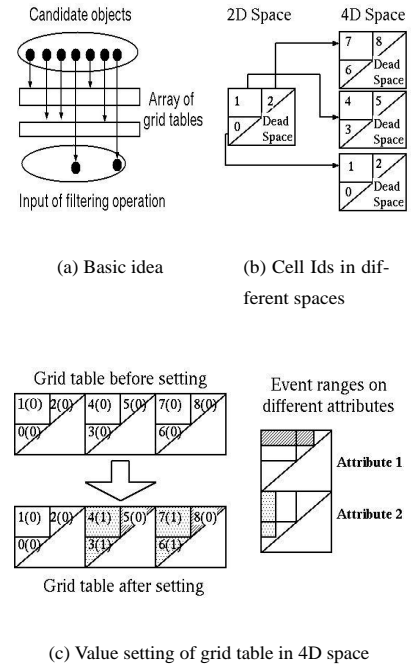 Candidate objects
Array of
grid tables
Input of filtering operation
(a) Basic idea
2D Space
4D Space
1 2
0 Dead
Space
7 8
6 Dead
Space
4 5
3 Dead
Space
1 2
0 Dead
Space
(b) Cell Ids in dif-
ferent spaces
Grid table before setting
1(0) 2(0) 4(0) 5(0) 7(0) 8(0)
0(0) 3(0) 6(0)
1(0) 2(0) 4(1) 5(0) 7(1) 8(0)
0(0) 3(1) 6(1)
Grid table after setting
Event ranges on
different attributes
Attribute 1
Attribute 2
(c) Value setting of grid table in 4D space